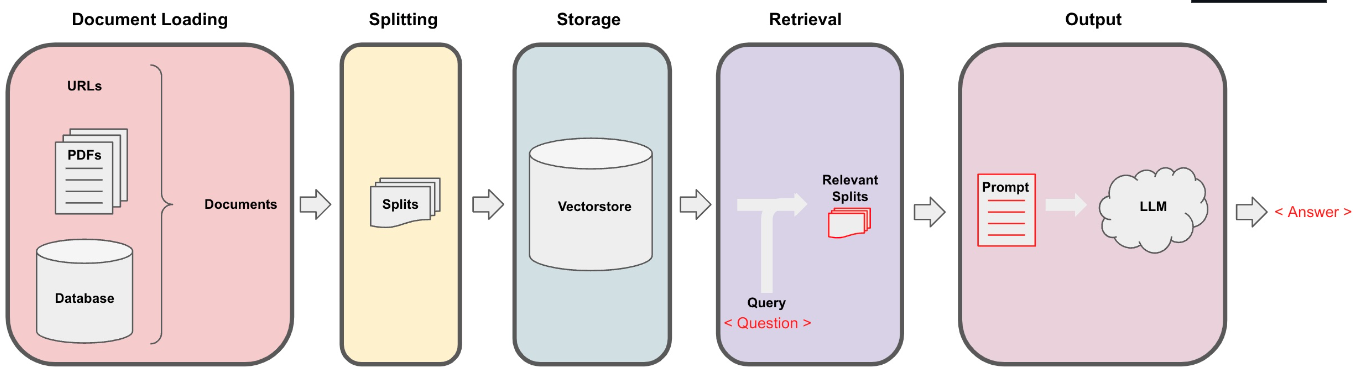 Document Loading
Splitting
Storage
Retrieval
Output
URLs
PDFs
Documents
Database
Splits
Vectorstore
Relevant
Splits
Query
< Question >
Prompt
LLM
< Answer >